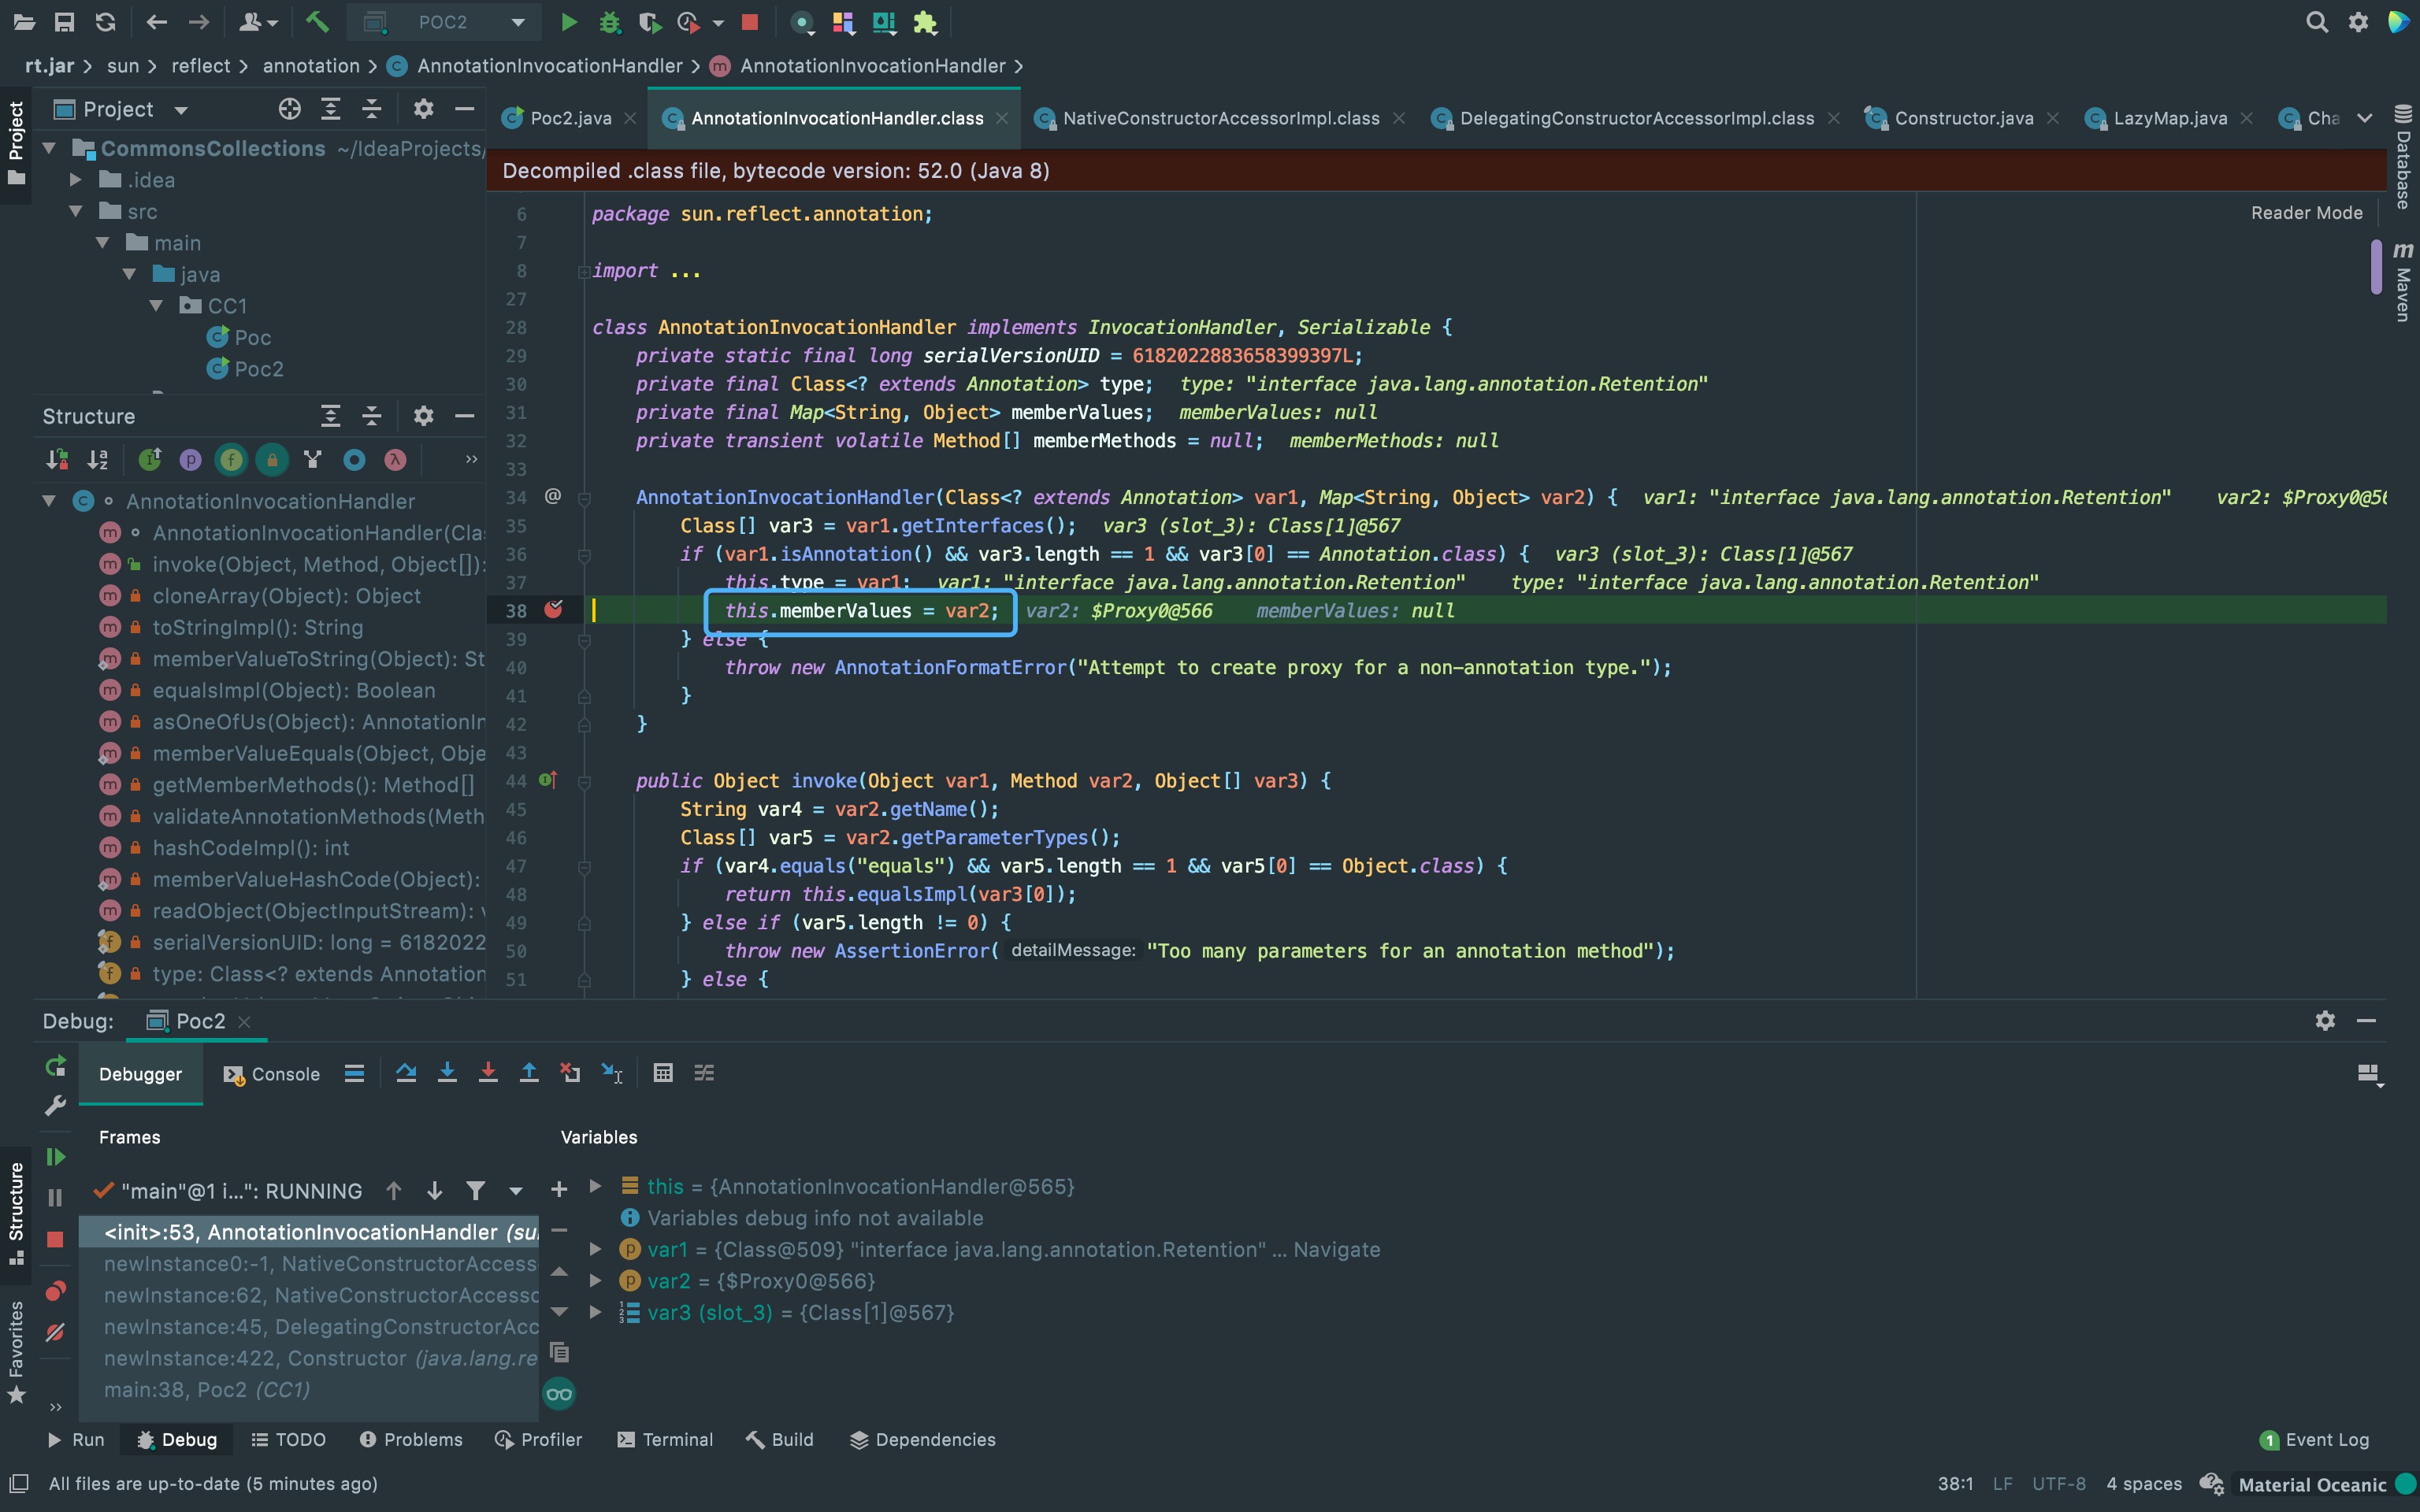 POC2
rt.jar › sun › reflect › annotation › AnnotationInvocationHandler › AnnotationInvocationHandler ›
Project
Project
Poc2.java
AnnotationInvocationHandler.class
NativeConstructorAccessorImpl.class
DelegatingConstructorAccessorImpl.class
Constructor.java
LazyMap.java
Cha
Database
Maven
CommonsCollections ~/IdeaProjects/
.idea
src
main
java
CC1
Poc
Poc2
Decompiled .class file, bytecode version: 52.0 (Java 8)
Reader Mode
6 package sun.reflect.annotation;
7
8 import ...
27
28 class AnnotationInvocationHandler implements InvocationHandler, Serializable {
29 private static final long serialVersionUID = 6182022883658399397L;
30 private final Class<? extends Annotation> type; type: "interface java.lang.annotation.Retention"
31 private final Map<String, Object> memberValues; memberValues: null
32 private transient volatile Method[] memberMethods = null; memberMethods: null
33
34 @ AnnotationInvocationHandler(Class<? extends Annotation> var1, Map<String, Object> var2) { var1: "interface java.lang.annotation.Retention" var2: $Proxy0@56
35 Class[] var3 = var1.getInterfaces(); var3 (slot_3): Class[1]@567
36 if (var1.isAnnotation() && var3.length == 1 && var3[0] == Annotation.class) { var3 (slot_3): Class[1]@567
37 this.type = var1; var1: "interface java.lang.annotation.Retention" type: "interface java.lang.annotation.Retention"
38 this.memberValues = var2; var2: $Proxy0@566 memberValues: null
39 } else {
40 throw new AnnotationFormatError("Attempt to create proxy for a non-annotation type.");
41 }
42 }
43
44 public Object invoke(Object var1, Method var2, Object[] var3) {
45 String var4 = var2.getName();
46 Class[] var5 = var2.getParameterTypes();
47 if (var4.equals("equals") && var5.length == 1 && var5[0] == Object.class) {
48 return this.equalsImpl(var3[0]);
49 } else if (var5.length != 0) {
50 throw new AssertionError( detailMessage: "Too many parameters for an annotation method");
51 } else {
Structure
AnnotationInvocationHandler
AnnotationInvocationHandler(Clas
invoke(Object, Method, Object[]):
cloneArray(Object): Object
toStringImpl(): String
memberValueToString(Object): St
equalsImpl(Object): Boolean
asOneOfUs(Object): AnnotationIn
memberValueEquals(Object, Obje
getMemberMethods(): Method[]
validateAnnotationMethods(Meth
hashCodeImpl(): int
memberValueHashCode(Object):
readObject(ObjectInputStream): v
serialVersionUID: long = 6182022
type: Class<? extends Annotation
Debug: Poc2
Debugger
Console
Frames
Variables
"main"@1 i...": RUNNING
<init>:53, AnnotationInvocationHandler (su
newInstance0:-1, NativeConstructorAccess
newInstance:62, NativeConstructorAccesso
newInstance:45, DelegatingConstructorAcc
newInstance:422, Constructor (java.lang.re
main:38, Poc2 (CC1)
this = {AnnotationInvocationHandler@565}
Variables debug info not available
var1 = {Class@509} "interface java.lang.annotation.Retention" ... Navigate
var2 = {$Proxy0@566}
var3 (slot_3) = {Class[1]@567}
Structure
Favorites
Run
Debug
TODO
Problems
Profiler
Terminal
Build
Dependencies
1 Event Log
All files are up-to-date (5 minutes ago)
38:1 LF UTF-8 4 spaces
Material Oceanic